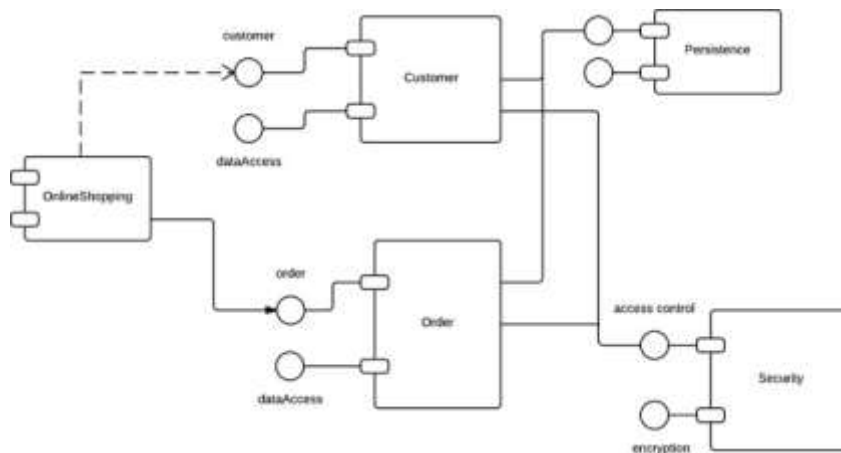 customer
Persistence
Customer
dataAccess
OnlineShopping
order
access control
Order
Security
dataAccess
encryption